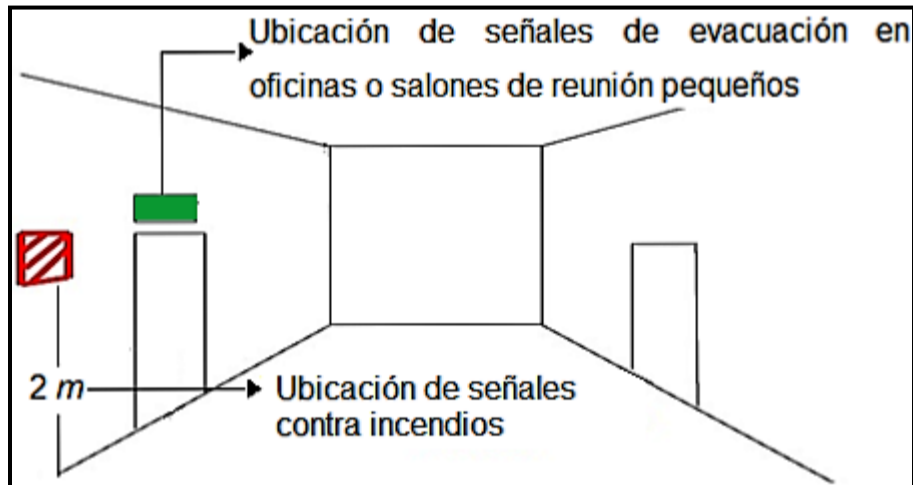 Ubicación de señales de evacuación en
oficinas o salones de reunión pequeños
2 m
Ubicación de señales
contra incendios